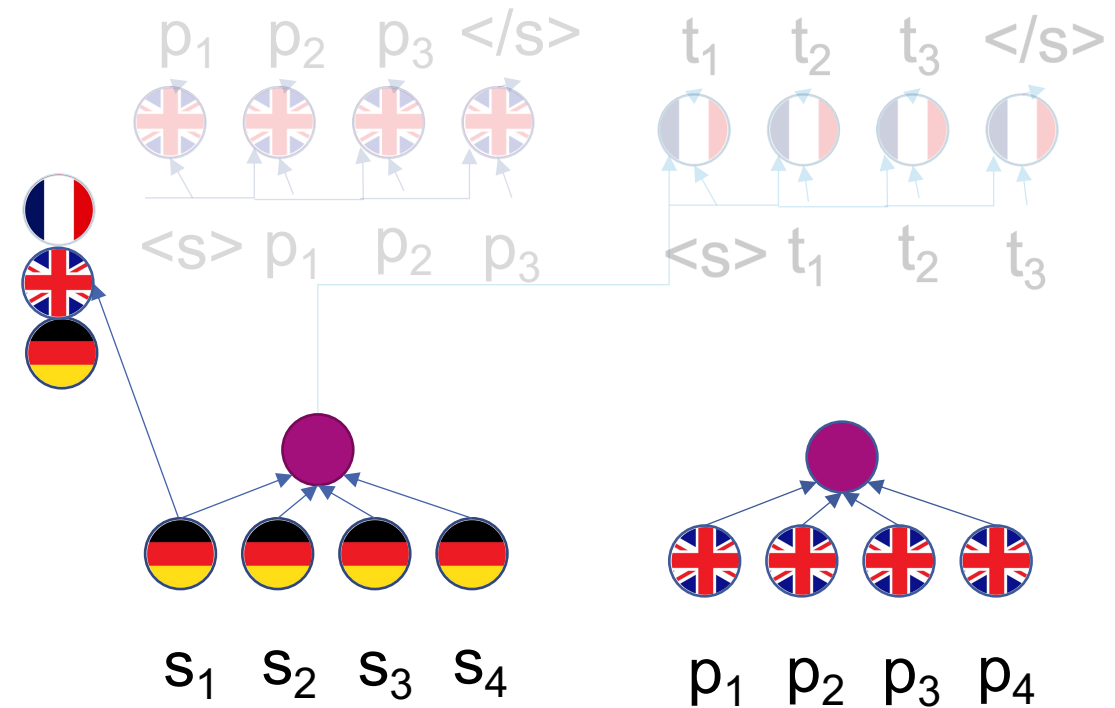 p1 p2 p3 </s>
t1 t2 t3 </s>
<s> p1 p2 p3
<s> t1 t2 t3
s1 s2 s3 s4
p1 p2 p3 p4